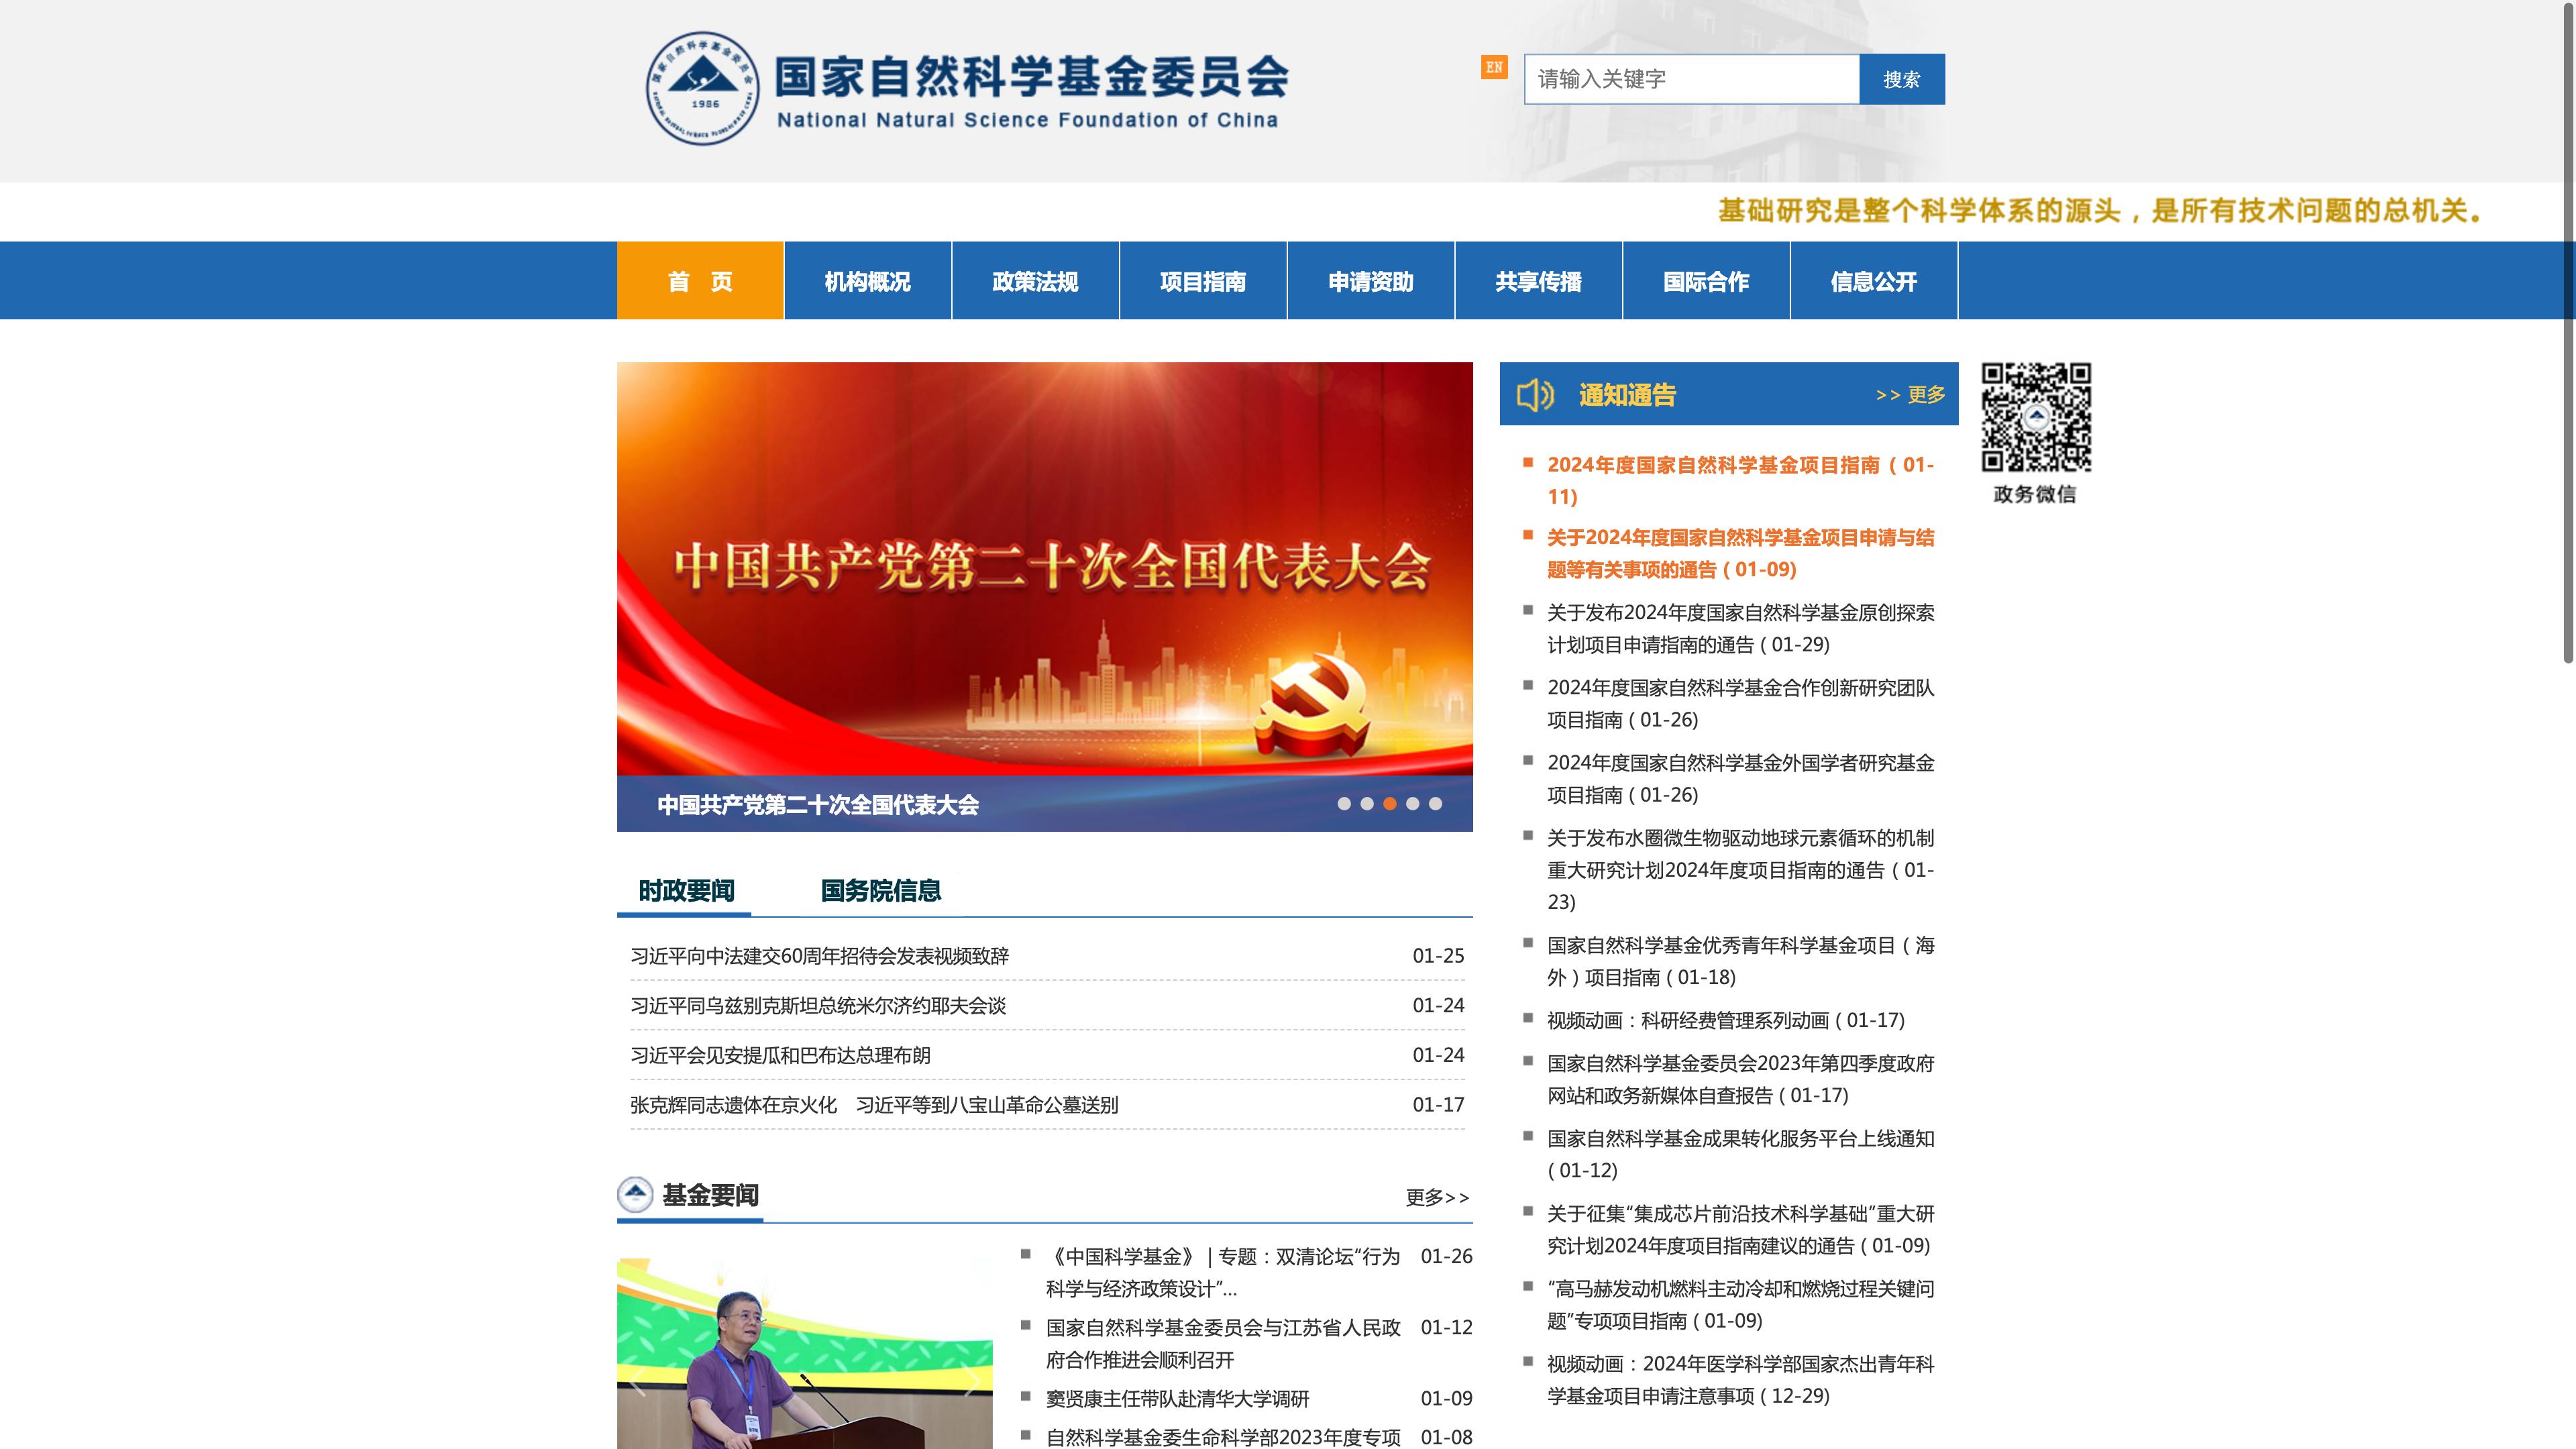 国家自然科学基金委员会
1986
国家自然科学基金委员会
National Natural Science Foundation of China
EN
请输入关键字
搜索
基础研究是整个科学体系的源头，是所有技术问题的总机关。
首 页
机构概况
政策法规
项目指南
申请资助
共享传播
国际合作
信息公开
中国共产党第二十次全国代表大会
中国共产党第二十次全国代表大会
时政要闻
国务院信息
习近平向中法建交60周年招待会发表视频致辞 01-25
习近平同乌兹别克斯坦总统米尔济约耶夫会谈 01-24
习近平会见安提瓜和巴布达总理布朗 01-24
张克辉同志遗体在京火化 习近平等到八宝山革命公墓送别 01-17
基金要闻
更多>>
《中国科学基金》 | 专题：双清论坛“行为 01-26
科学与经济政策设计”...
国家自然科学基金委员会与江苏省人民政 01-12
府合作推进会顺利召开
窦贤康主任带队赴清华大学调研 01-09
自然科学基金委生命科学部2023年度专项 01-08
通知通告
>> 更多
2024年度国家自然科学基金项目指南（ 01-
11)
关于2024年度国家自然科学基金项目申请与结
题等有关事项的通告（ 01-09)
关于发布2024年度国家自然科学基金原创探索
计划项目申请指南的通告（ 01-29)
2024年度国家自然科学基金合作创新研究团队
项目指南（ 01-26)
2024年度国家自然科学基金外国学者研究基金
项目指南（ 01-26)
关于发布水圈微生物驱动地球元素循环的机制
重大研究计划2024年度项目指南的通告（ 01-
23)
国家自然科学基金优秀青年科学基金项目（海
外）项目指南（ 01-18)
视频动画：科研经费管理系列动画（ 01-17)
国家自然科学基金委员会2023年第四季度政府
网站和政务新媒体自查报告（ 01-17)
国家自然科学基金成果转化服务平台上线通知
（ 01-12)
关于征集“集成芯片前沿技术科学基础”重大研
究计划2024年度项目指南建议的通告（ 01-09)
“高马赫发动机燃料主动冷却和燃烧过程关键问
题”专项项目指南（ 01-09)
视频动画：2024年医学科学部国家杰出青年科
学基金项目申请注意事项（ 12-29)
政务微信